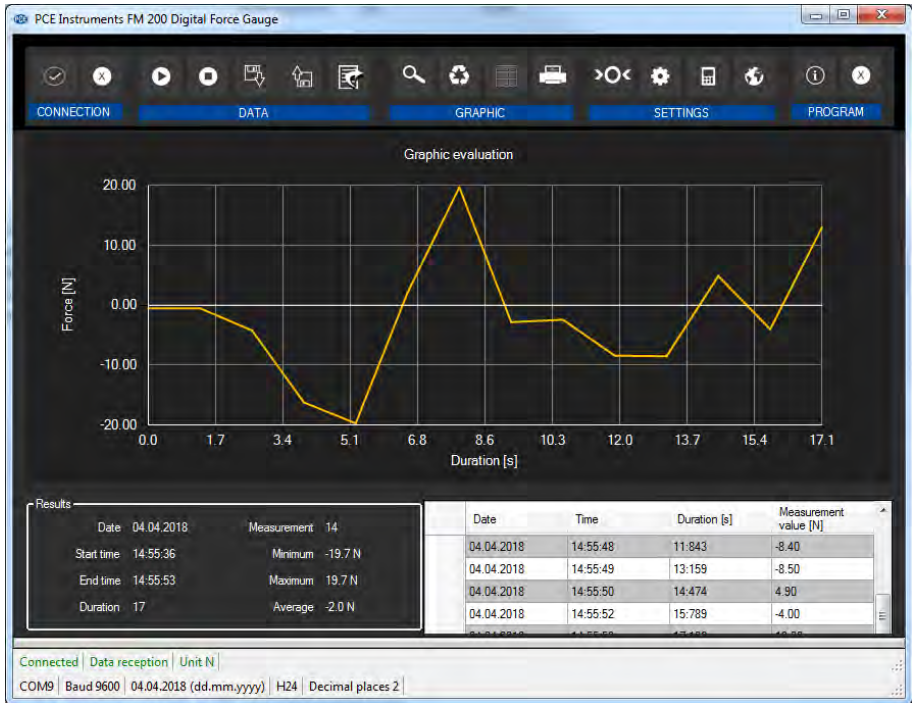 PCE Instruments FM 200 Digital Force Gauge
CONNECTION DATA GRAPHIC SETTINGS PROGRAM
Graphic evaluation
20.00
10.00
0.00
-10.00
-20.00
Force [N]
0.0 1.7 3.4 5.1 6.8 8.6 10.3 12.0 13.7 15.4 17.1
Duration [s]
Results
Date 04.04.2018 Measurement 14
Start time 14:55:36 Minimum -19.7 N
End time 14:55:53 Maximum 19.7 N
Duration 17 Average -2.0 N
Date Time Duration [s] Measurement value [N]
04.04.2018 14:55:48 11:843 -8.40
04.04.2018 14:55:49 13:159 -8.50
04.04.2018 14:55:50 14:474 4.90
04.04.2018 14:55:52 15:789 -4.00
Connected Data reception Unit N
COM9 Baud 9600 04.04.2018 (dd.mm.yyyy) H24 Decimal places 2